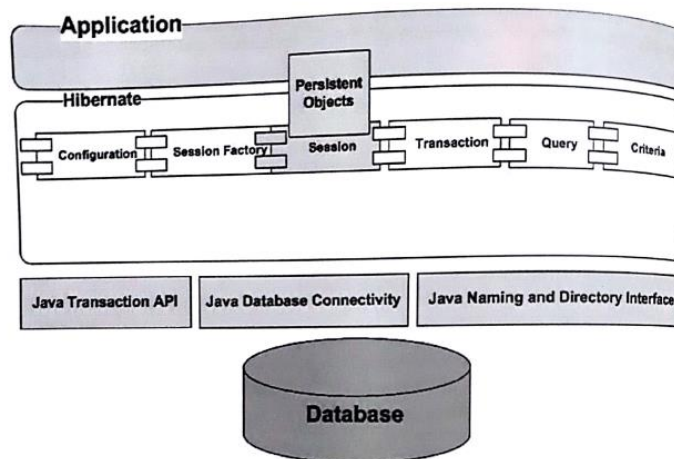 Application
Persistent
Objects
Hibernate
Configuration
Session Factory
Session
Transaction
Query
Criteria
Java Transaction API
Java Database Connectivity
Java Naming and Directory Interface
Database